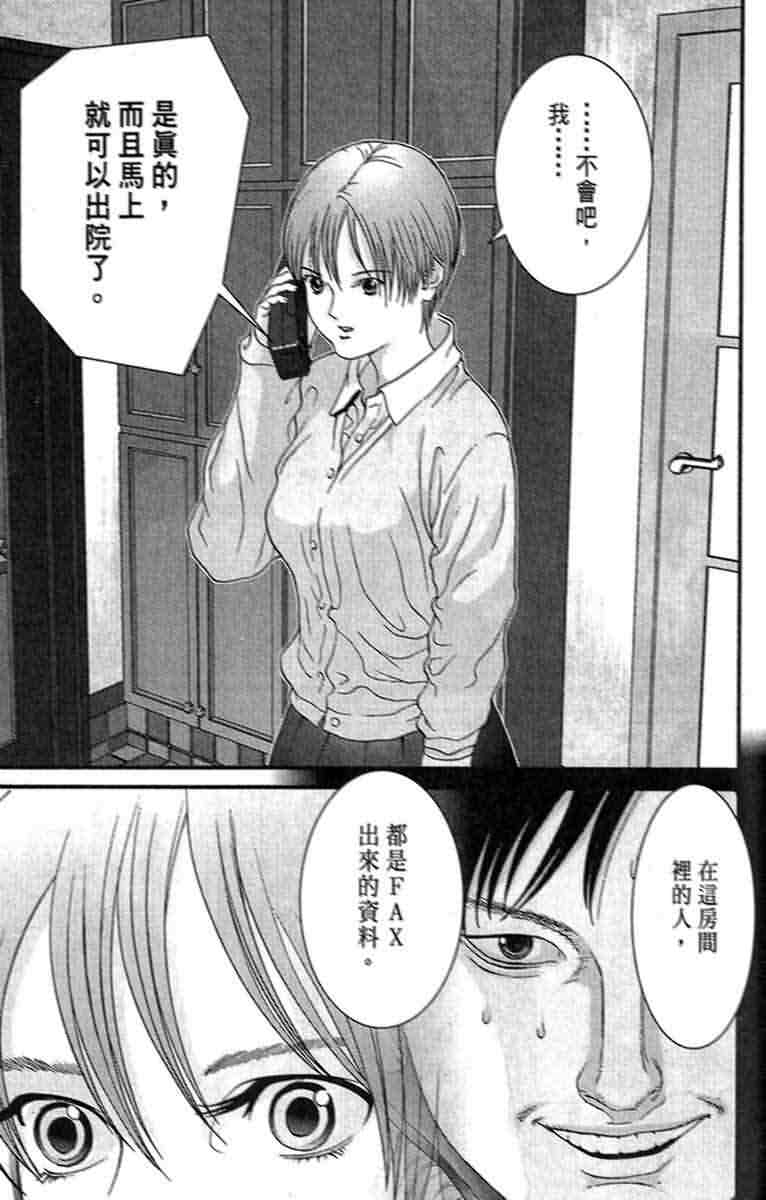 ……不會吧，
我……
是眞的，
而且馬上
就可以出院了。
在這房間
裡的人，
都是FAX
出來的資料。